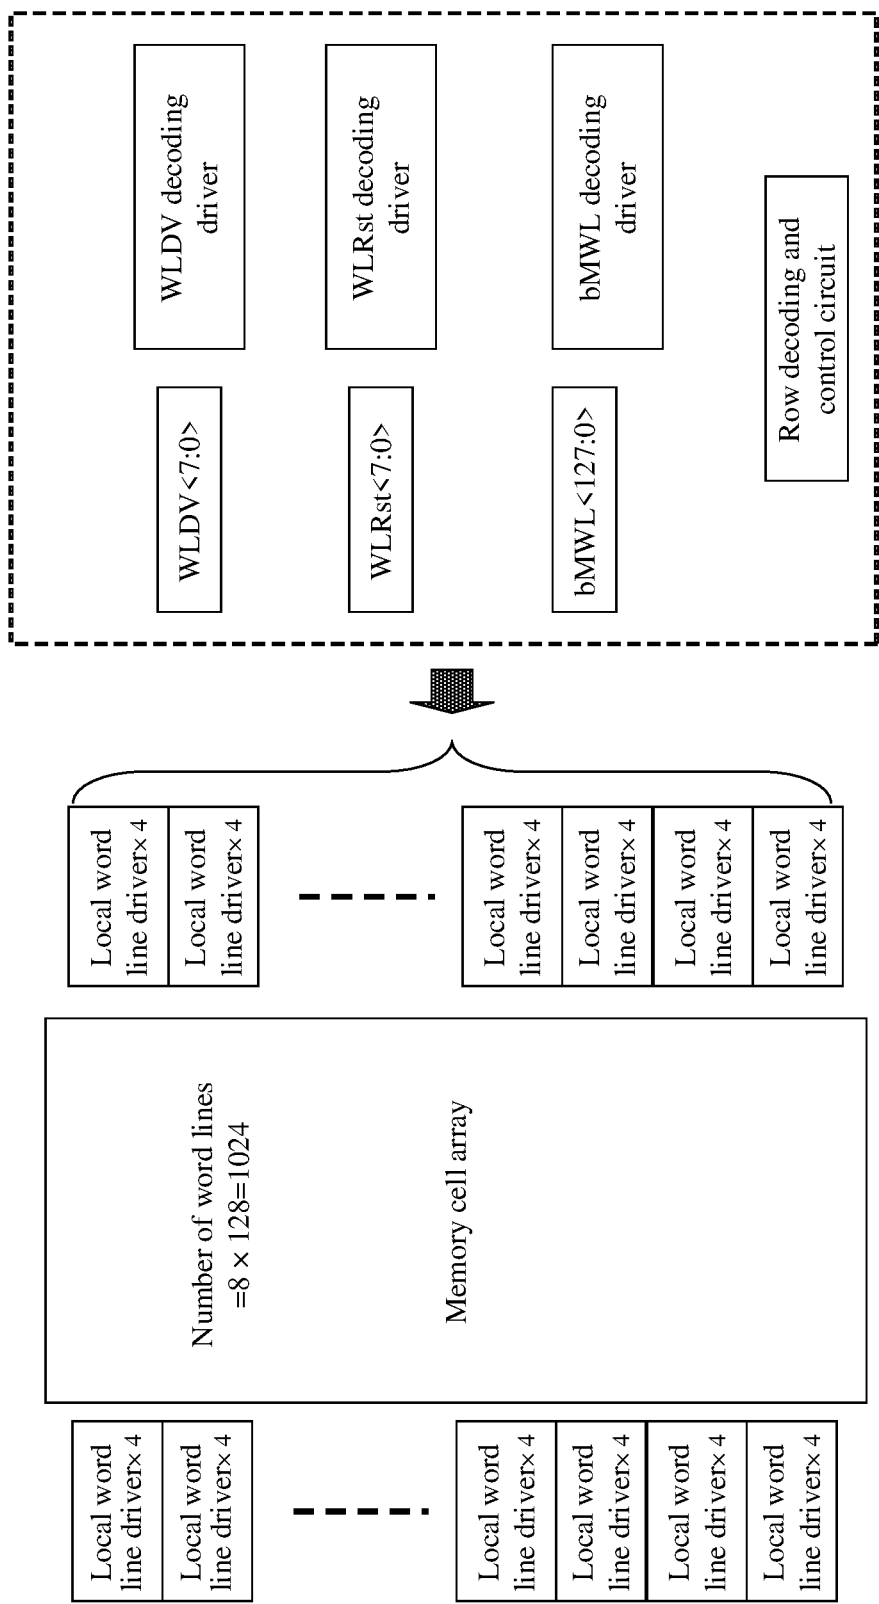 Local word
line driver× 4
Local word
line driver× 4
Local word
line driver× 4
Local word
line driver× 4
Local word
line driver× 4
Local word
line driver× 4
Number of word lines
=8 × 128=1024
Memory cell array
Local word
line driver× 4
Local word
line driver× 4
Local word
line driver× 4
Local word
line driver× 4
Local word
line driver× 4
Local word
line driver× 4
WLDV<7:0>
WLDV decoding
driver
WLRst<7:0>
WLRst decoding
driver
bMWL<127:0>
bMWL decoding
driver
Row decoding and
control circuit